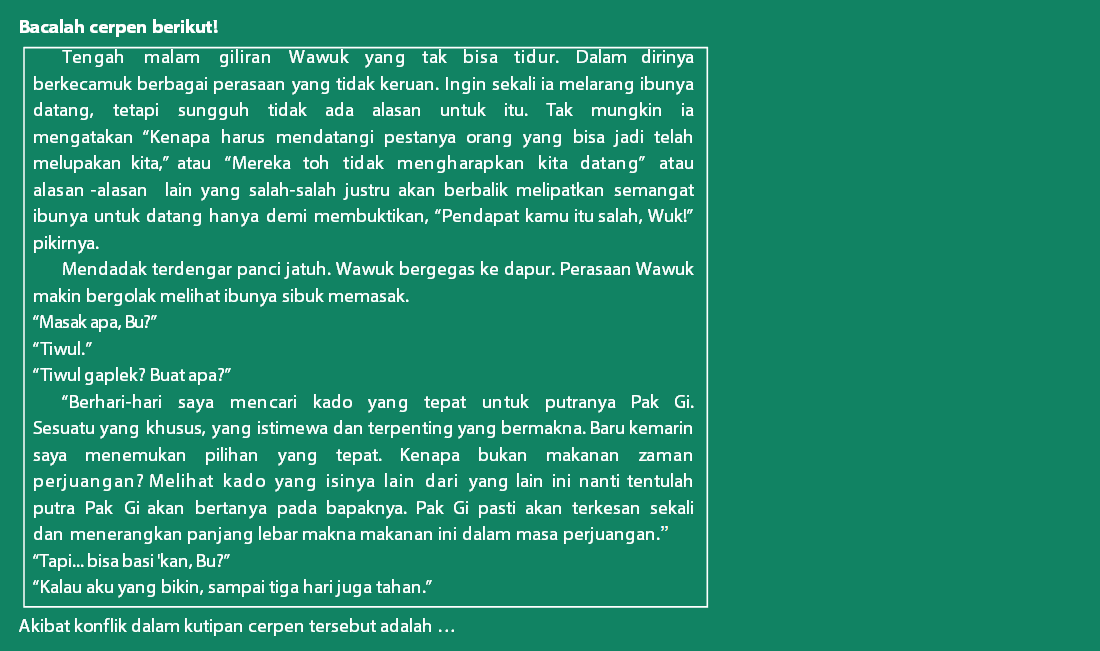 Bacalah cerpen berikut!
Tengah malam giliran Wawuk yang tak bisa tidur. Dalam dirinya
berkecamuk berbagai perasaan yang tidak keruan. Ingin sekali ia melarang ibunya
datang, tetapi sungguh tidak ada alasan untuk itu. Tak mungkin ia
mengatakan “Kenapa harus mendatangi pestanya orang yang bisa jadi telah
melupakan kita,” atau “Mereka toh tidak mengharapkan kita datang” atau
alasan -alasan lain yang salah-salah justru akan berbalik melipatkan semangat
ibunya untuk datang hanya demi membuktikan, “Pendapat kamu itu salah, Wuk!”
pikirnya.
Mendadak terdengar panci jatuh. Wawuk bergegas ke dapur. Perasaan Wawuk
makin bergolak melihat ibunya sibuk memasak.
“Masak apa, Bu?”
“Tiwul.”
“Tiwul gaplek? Buat apa?”
“Berhari-hari saya mencari kado yang tepat untuk putranya Pak Gi.
Sesuatu yang khusus, yang istimewa dan terpenting yang bermakna. Baru kemarin
saya menemukan pilihan yang tepat. Kenapa bukan makanan zaman
perjuangan? Melihat kado yang isinya lain dari yang lain ini nanti tentulah
putra Pak Gi akan bertanya pada bapaknya. Pak Gi pasti akan terkesan sekali
dan menerangkan panjang lebar makna makanan ini dalam masa perjuangan.”
“Tapi... bisa basi 'kan, Bu?”
“Kalau aku yang bikin, sampai tiga hari juga tahan.”
Akibat konflik dalam kutipan cerpen tersebut adalah …